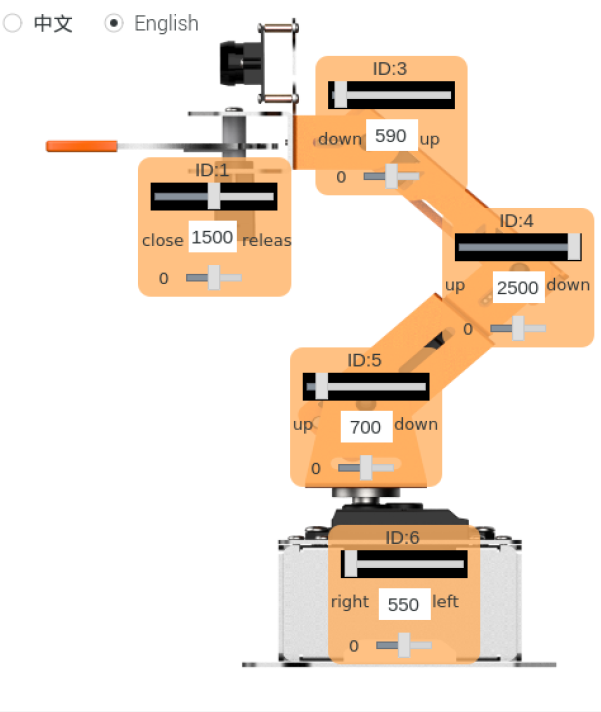 中文 English
ID:3
down 590 up
0
ID:1
close 1500 releas
0
ID:4
up 2500 down
0
ID:5
up 700 down
0
ID:6
right 550 left
0